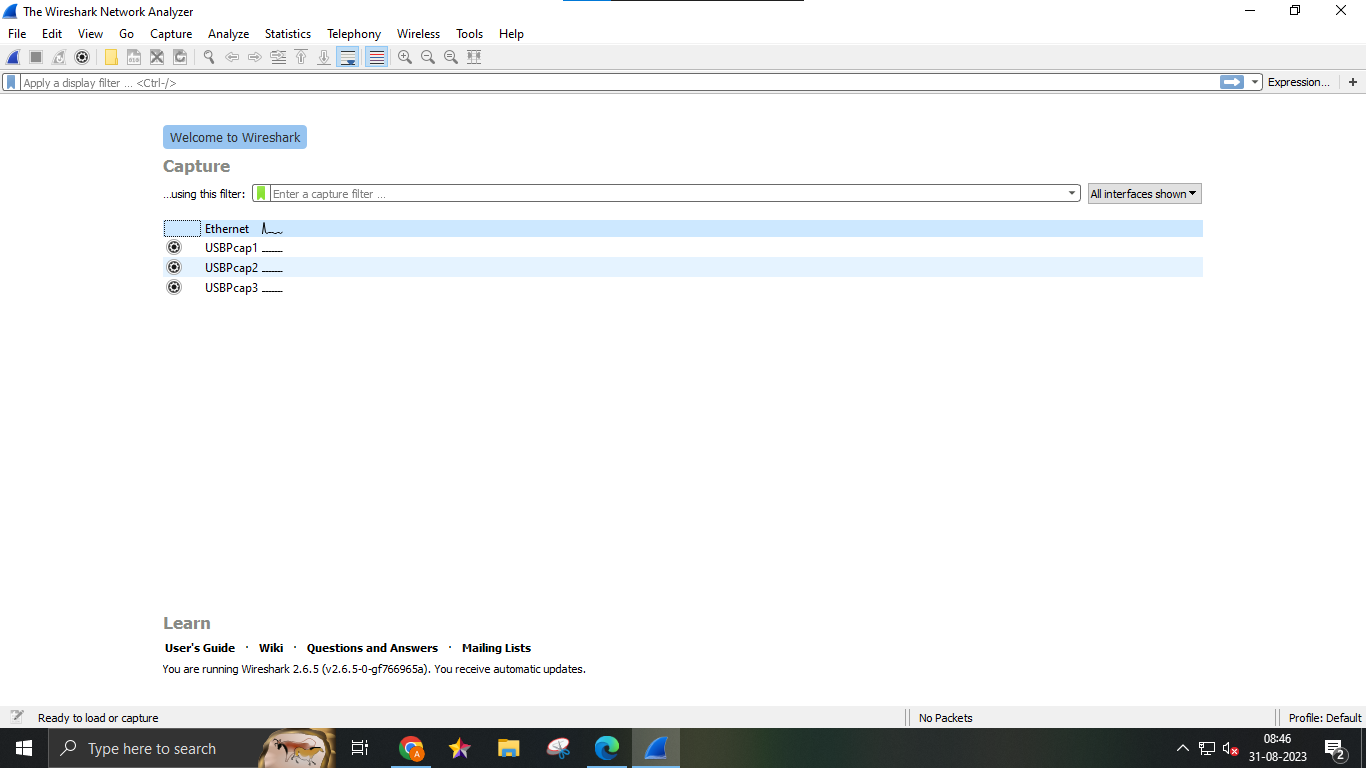 The Wireshark Network Analyzer
File Edit View Go Capture Analyze Statistics Telephony Wireless Tools Help
Apply a display filter ... <Ctrl-/>
Expression...
+
Welcome to Wireshark
Capture
...using this filter:
Enter a capture filter ...
All interfaces shown
Ethernet
USBPcap1
USBPcap2
USBPcap3
Learn
User's Guide · Wiki · Questions and Answers · Mailing Lists
You are running Wireshark 2.6.5 (v2.6.5-0-gf766965a). You receive automatic updates.
Ready to load or capture
No Packets
Profile: Default
Type here to search
A
08:46
31-08-2023
2